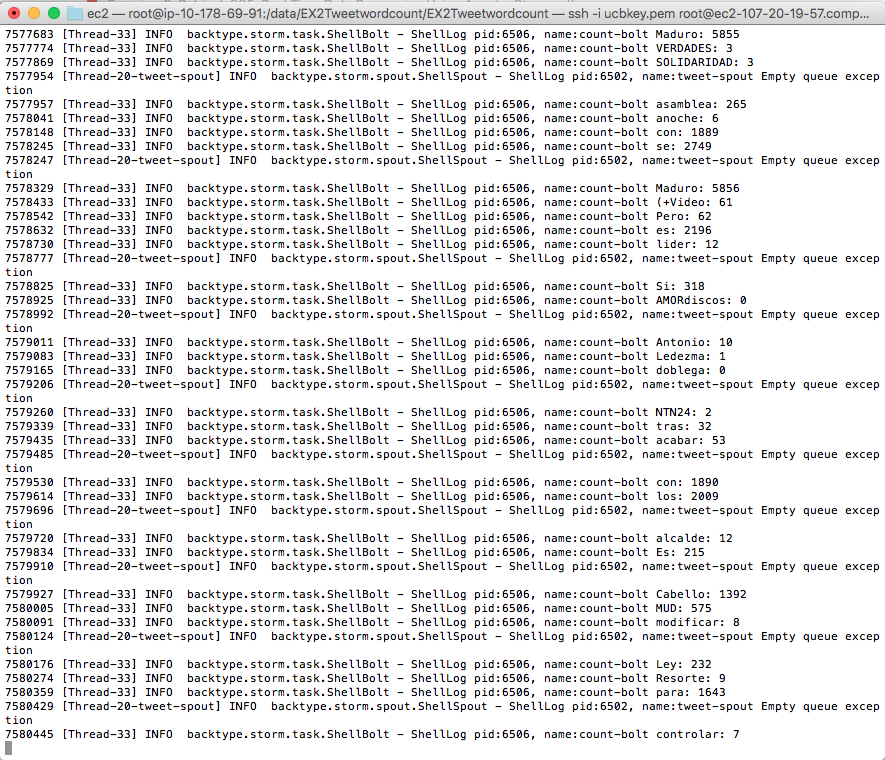 ec2 — root@ip-10-178-69-91:/data/EX2Tweetwordcount/EX2Tweetwordcount — ssh -i ucbkey.pem root@ec2-107-20-19-57.comp...
7577683 [Thread-33] INFO  backtype.storm.task.ShellBolt - ShellLog pid:6506, name:count-bolt Maduro: 5855
7577774 [Thread-33] INFO  backtype.storm.task.ShellBolt - ShellLog pid:6506, name:count-bolt VERDADES: 3
7577869 [Thread-33] INFO  backtype.storm.task.ShellBolt - ShellLog pid:6506, name:count-bolt SOLIDARIDAD: 3
7577954 [Thread-20-tweet-spout] INFO  backtype.storm.spout.ShellSpout - ShellLog pid:6502, name:tweet-spout Empty queue excep
tion
7577957 [Thread-33] INFO  backtype.storm.task.ShellBolt - ShellLog pid:6506, name:count-bolt asamblea: 265
7578041 [Thread-33] INFO  backtype.storm.task.ShellBolt - ShellLog pid:6506, name:count-bolt anoche: 6
7578148 [Thread-33] INFO  backtype.storm.task.ShellBolt - ShellLog pid:6506, name:count-bolt con: 1889
7578245 [Thread-33] INFO  backtype.storm.task.ShellBolt - ShellLog pid:6506, name:count-bolt se: 2749
7578247 [Thread-20-tweet-spout] INFO  backtype.storm.spout.ShellSpout - ShellLog pid:6502, name:tweet-spout Empty queue excep
tion
7578329 [Thread-33] INFO  backtype.storm.task.ShellBolt - ShellLog pid:6506, name:count-bolt Maduro: 5856
7578433 [Thread-33] INFO  backtype.storm.task.ShellBolt - ShellLog pid:6506, name:count-bolt (+Video: 61
7578542 [Thread-33] INFO  backtype.storm.task.ShellBolt - ShellLog pid:6506, name:count-bolt Pero: 62
7578632 [Thread-33] INFO  backtype.storm.task.ShellBolt - ShellLog pid:6506, name:count-bolt es: 2196
7578730 [Thread-33] INFO  backtype.storm.task.ShellBolt - ShellLog pid:6506, name:count-bolt lider: 12
7578777 [Thread-20-tweet-spout] INFO  backtype.storm.spout.ShellSpout - ShellLog pid:6502, name:tweet-spout Empty queue excep
tion
7578825 [Thread-33] INFO  backtype.storm.task.ShellBolt - ShellLog pid:6506, name:count-bolt Si: 318
7578925 [Thread-33] INFO  backtype.storm.task.ShellBolt - ShellLog pid:6506, name:count-bolt AMORdiscos: 0
7578992 [Thread-20-tweet-spout] INFO  backtype.storm.spout.ShellSpout - ShellLog pid:6502, name:tweet-spout Empty queue excep
tion
7579011 [Thread-33] INFO  backtype.storm.task.ShellBolt - ShellLog pid:6506, name:count-bolt Antonio: 10
7579083 [Thread-33] INFO  backtype.storm.task.ShellBolt - ShellLog pid:6506, name:count-bolt Ledezma: 1
7579165 [Thread-33] INFO  backtype.storm.task.ShellBolt - ShellLog pid:6506, name:count-bolt doblega: 0
7579206 [Thread-20-tweet-spout] INFO  backtype.storm.spout.ShellSpout - ShellLog pid:6502, name:tweet-spout Empty queue excep
tion
7579260 [Thread-33] INFO  backtype.storm.task.ShellBolt - ShellLog pid:6506, name:count-bolt NTN24: 2
7579339 [Thread-33] INFO  backtype.storm.task.ShellBolt - ShellLog pid:6506, name:count-bolt tras: 32
7579435 [Thread-33] INFO  backtype.storm.task.ShellBolt - ShellLog pid:6506, name:count-bolt acabar: 53
7579485 [Thread-20-tweet-spout] INFO  backtype.storm.spout.ShellSpout - ShellLog pid:6502, name:tweet-spout Empty queue excep
tion
7579530 [Thread-33] INFO  backtype.storm.task.ShellBolt - ShellLog pid:6506, name:count-bolt con: 1890
7579614 [Thread-33] INFO  backtype.storm.task.ShellBolt - ShellLog pid:6506, name:count-bolt los: 2009
7579696 [Thread-20-tweet-spout] INFO  backtype.storm.spout.ShellSpout - ShellLog pid:6502, name:tweet-spout Empty queue excep
tion
7579720 [Thread-33] INFO  backtype.storm.task.ShellBolt - ShellLog pid:6506, name:count-bolt alcalde: 12
7579834 [Thread-33] INFO  backtype.storm.task.ShellBolt - ShellLog pid:6506, name:count-bolt Es: 215
7579910 [Thread-20-tweet-spout] INFO  backtype.storm.spout.ShellSpout - ShellLog pid:6502, name:tweet-spout Empty queue excep
tion
7579927 [Thread-33] INFO  backtype.storm.task.ShellBolt - ShellLog pid:6506, name:count-bolt Cabello: 1392
7580005 [Thread-33] INFO  backtype.storm.task.ShellBolt - ShellLog pid:6506, name:count-bolt MUD: 575
7580091 [Thread-33] INFO  backtype.storm.task.ShellBolt - ShellLog pid:6506, name:count-bolt modificar: 8
7580124 [Thread-20-tweet-spout] INFO  backtype.storm.spout.ShellSpout - ShellLog pid:6502, name:tweet-spout Empty queue excep
tion
7580176 [Thread-33] INFO  backtype.storm.task.ShellBolt - ShellLog pid:6506, name:count-bolt Ley: 232
7580274 [Thread-33] INFO  backtype.storm.task.ShellBolt - ShellLog pid:6506, name:count-bolt Resorte: 9
7580359 [Thread-33] INFO  backtype.storm.task.ShellBolt - ShellLog pid:6506, name:count-bolt para: 1643
7580429 [Thread-20-tweet-spout] INFO  backtype.storm.spout.ShellSpout - ShellLog pid:6502, name:tweet-spout Empty queue excep
tion
7580445 [Thread-33] INFO  backtype.storm.task.ShellBolt - ShellLog pid:6506, name:count-bolt controlar: 7